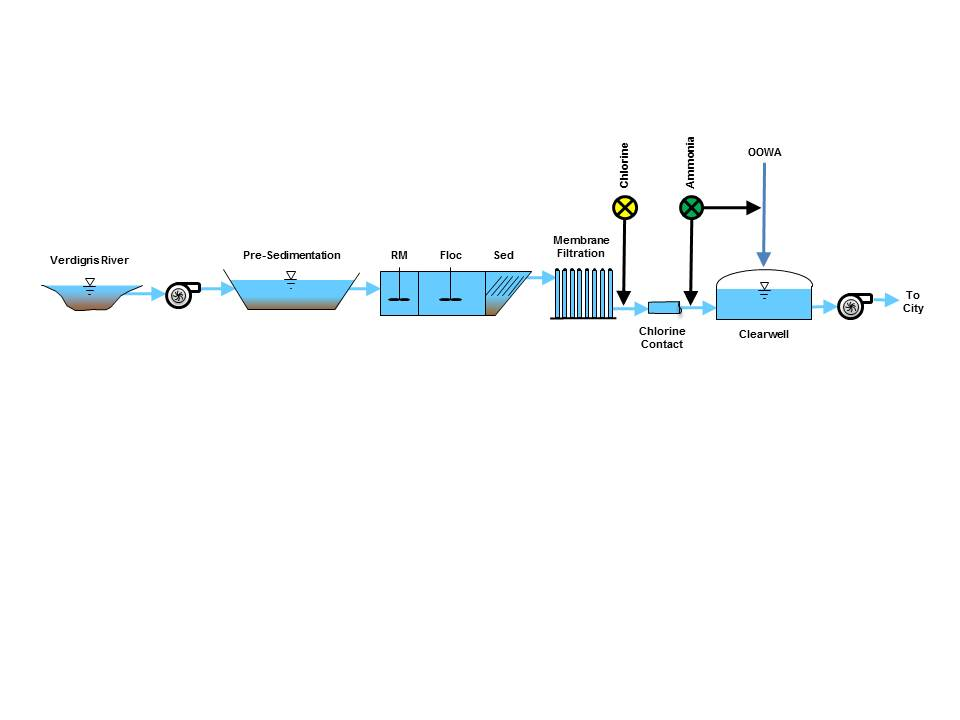 Chlorine
Ammonia
OOWA
Verdigris River
Pre-Sedimentation
RM
Floc
Sed
Membrane
Filtration
Chlorine
Contact
Clearwell
To
City